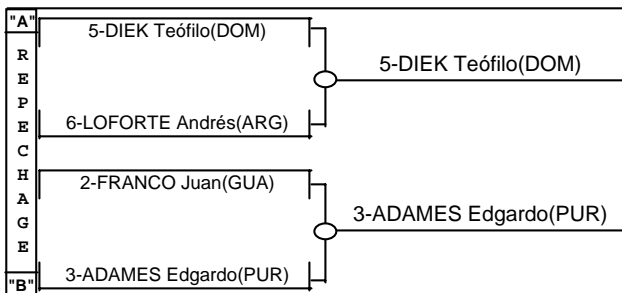 "A"
5-DIEK Teófilo(DOM)
5-DIEK Teófilo(DOM)
6-LOFORTE Andrés(ARG)
REPECHAGE
2-FRANCO Juan(GUA)
3-ADAMES Edgardo(PUR)
3-ADAMES Edgardo(PUR)
"B"